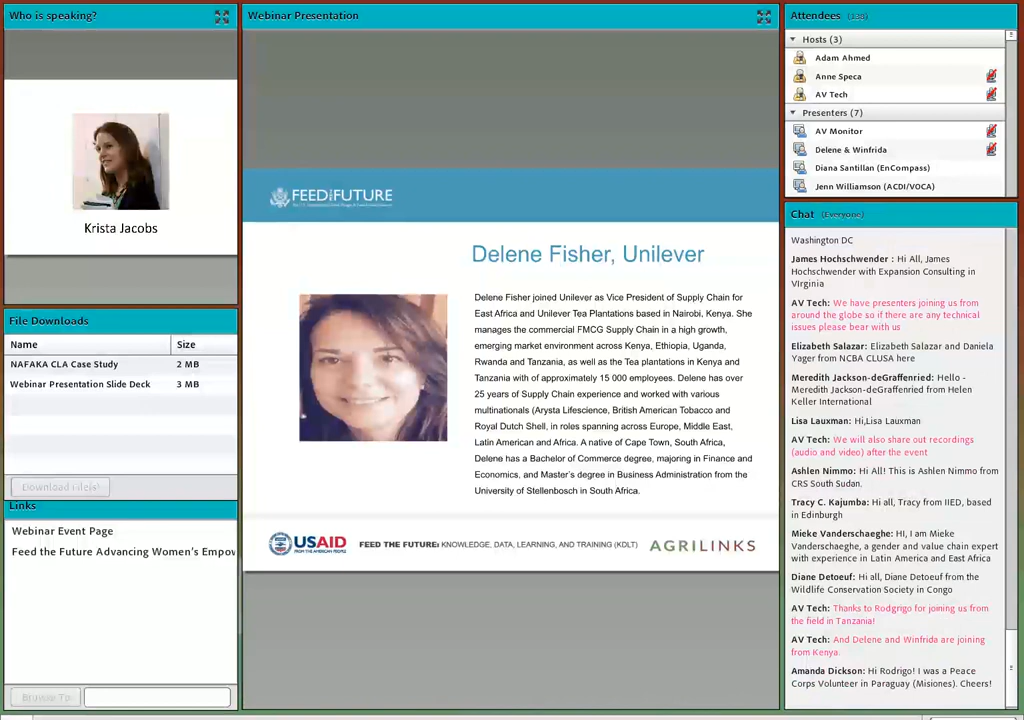 Who is speaking?
Krista Jacobs
File Downloads
Name Size
NAFAKA CLA Case Study 2 MB
Webinar Presentation Slide Deck 3 MB
Download File(s)
Links
Webinar Event Page
Feed the Future Advancing Women's Empow
Browse To
Webinar Presentation
FEED THE FUTURE
Delene Fisher, Unilever
Delene Fisher joined Unilever as Vice President of Supply Chain for
East Africa and Unilever Tea Plantations based in Nairobi, Kenya. She
manages the commercial FMCG Supply Chain in a high growth,
emerging market environment across Kenya, Ethiopia, Uganda,
Rwanda and Tanzania, as well as the Tea plantations in Kenya and
Tanzania with of approximately 15 000 employees. Delene has over
25 years of Supply Chain experience and worked with various
multinationals (Arysta Lifescience, British American Tobacco and
Royal Dutch Shell, in roles spanning across Europe, Middle East,
Latin American and Africa. A native of Cape Town, South Africa,
Delene has a Bachelor of Commerce degree, majoring in Finance and
Economics, and Master's degree in Business Administration from the
University of Stellenbosch in South Africa.
USAID
FROM THE AMERICAN PEOPLE
FEED THE FUTURE: KNOWLEDGE, DATA, LEARNING, AND TRAINING (KDLT)
AGRILINKS
Attendees (138)
Hosts (3)
Adam Ahmed
Anne Speca
AV Tech
Presenters (7)
AV Monitor
Delene & Winfrida
Diana Santillan (EnCompass)
Jenn Williamson (ACDI/VOCA)
Chat (Everyone)
Washington DC
James Hochschwender : Hi All, James
Hochschwender with Expansion Consulting in
VIrginia
AV Tech: We have presenters joining us from
around the globe so if there are any technical
issues please bear with us
Elizabeth Salazar: Elizabeth Salazar and Daniela
Yager from NCBA CLUSA here
Meredith Jackson-deGraffenried: Hello -
Meredith Jackson-deGraffenried from Helen
Keller International
Lisa Lauxman: Hi,Lisa Lauxman
AV Tech: We will also share out recordings
(audio and video) after the event
Ashlen Nimmo: Hi All! This is Ashlen Nimmo from
CRS South Sudan.
Tracy C. Kajumba: Hi all, Tracy from IIED, based
in Edinburgh
Mieke Vanderschaeghe: HI, I am Mieke
Vanderschaeghe, a gender and value chain expert
with experience in Latin America and East Africa
Diane Detoeuf: Hi all, Diane Detoeuf from the
Wildlife Conservation Society in Congo
AV Tech: Thanks to Rodgrigo for joining us from
the field in Tanzania!
AV Tech: And Delene and Winfrida are joining
from Kenya.
Amanda Dickson: Hi Rodrigo! I was a Peace
Corps Volunteer in Paraguay (Misiones). Cheers!